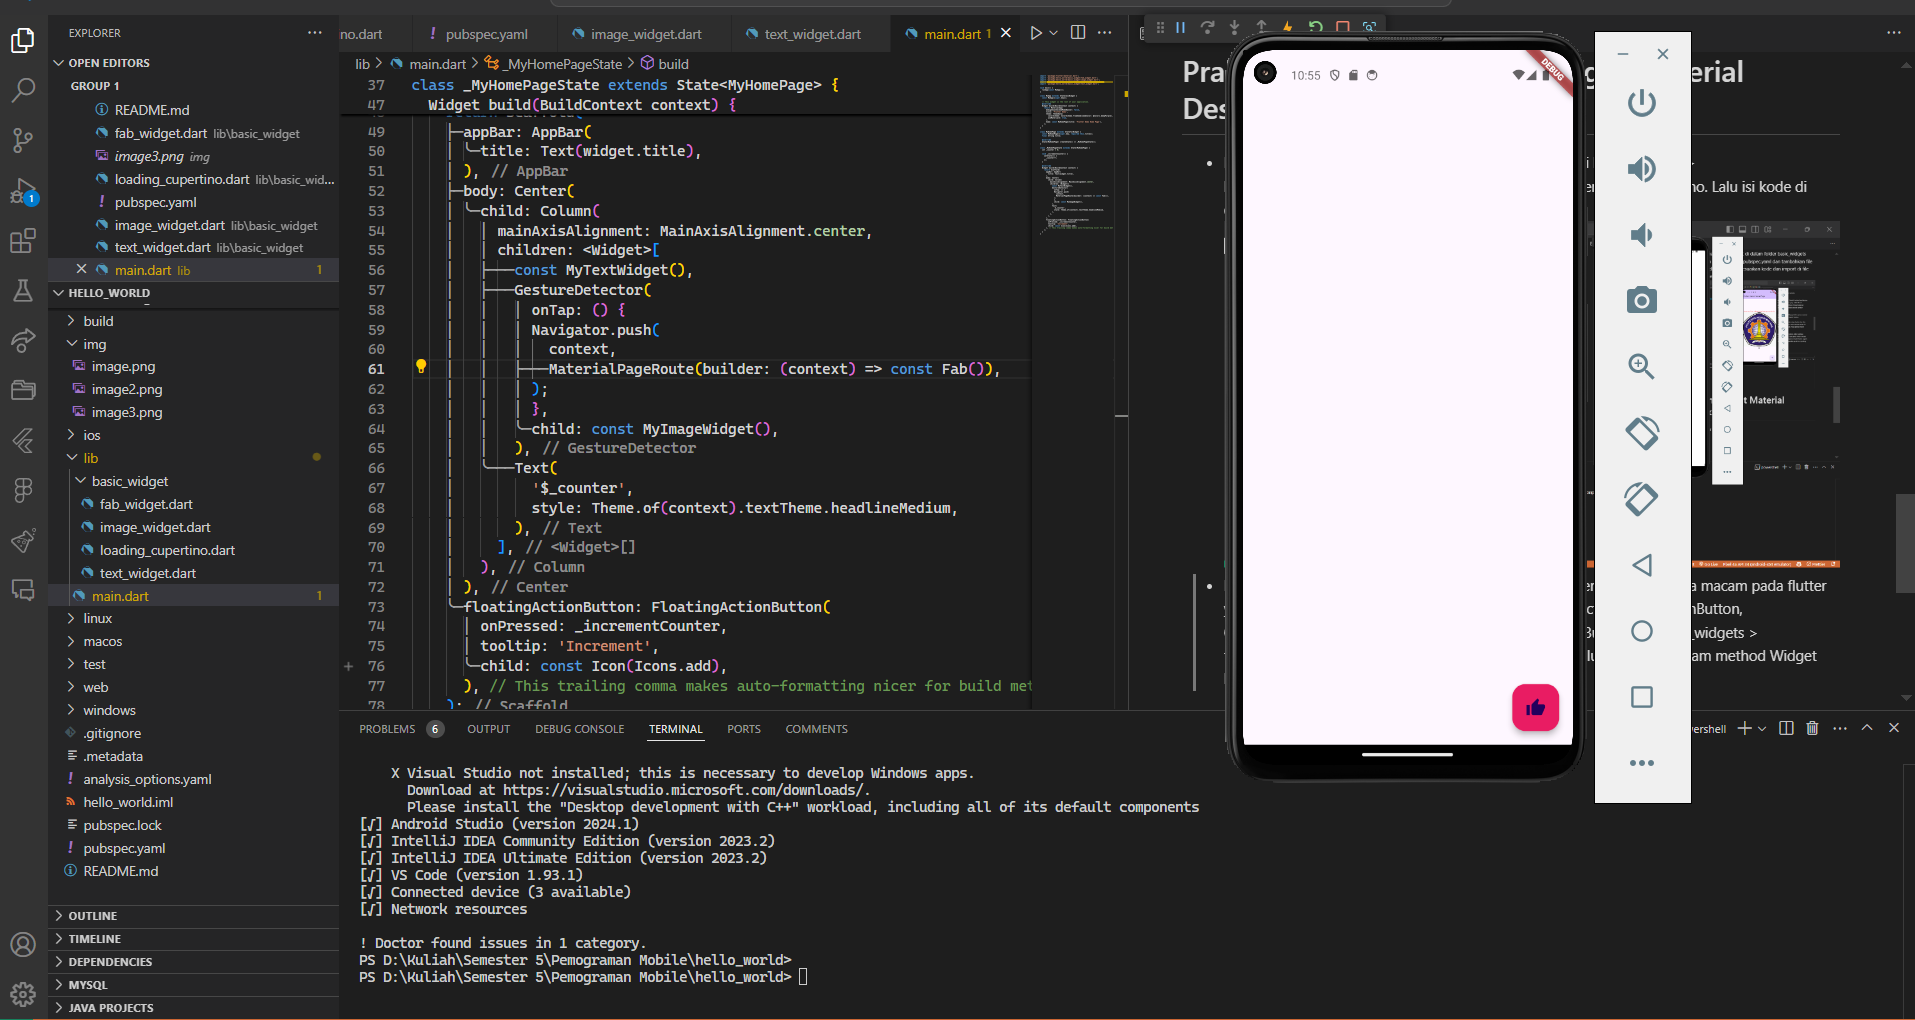 EXPLORER
OPEN EDITORS
GROUP 1
README.md
fab_widget.dart lib\basic_widget
image3.png img
loading_cupertino.dart lib\basic_wid...
pubspec.yaml
image_widget.dart lib\basic_widget
text_widget.dart lib\basic_widget
main.dart lib 1
HELLO_WORLD
build
img
image.png
image2.png
image3.png
ios
lib
basic_widget
fab_widget.dart
image_widget.dart
loading_cupertino.dart
text_widget.dart
main.dart 1
linux
macos
test
web
windows
.gitignore
.metadata
analysis_options.yaml
hello_world.iml
pubspec.lock
pubspec.yaml
README.md
OUTLINE
TIMELINE
DEPENDENCIES
MYSQL
JAVA PROJECTS
1
no.dart
pubspec.yaml
image_widget.dart
text_widget.dart
main.dart 1
lib > main.dart > _MyHomePageState > build
37 class _MyHomePageState extends State<MyHomePage> {
47 Widget build(BuildContext context) {
49 appBar: AppBar(
50 title: Text(widget.title),
51 ), // AppBar
52 body: Center(
53 child: Column(
54 mainAxisAlignment: MainAxisAlignment.center,
55 children: <Widget>[
56 const MyTextWidget(),
57 GestureDetector(
58 onTap: () {
59 Navigator.push(
60 context,
61 MaterialPageRoute(builder: (context) => const Fab()),
62 );
63 },
64 child: const MyImageWidget(),
65 ), // GestureDetector
66 Text(
67 '$_counter',
68 style: Theme.of(context).textTheme.headlineMedium,
69 ), // Text
70 ], // <Widget>[]
71 ), // Column
72 ), // Center
73 floatingActionButton: FloatingActionButton(
74 onPressed: _incrementCounter,
75 tooltip: 'Increment',
76 child: const Icon(Icons.add),
77 ), // This trailing comma makes auto-formatting nicer for build met
78 ); // Scaffold
PROBLEMS 6 OUTPUT DEBUG CONSOLE TERMINAL PORTS COMMENTS
X Visual Studio not installed; this is necessary to develop Windows apps.
Download at https://visualstudio.microsoft.com/downloads/.
Please install the "Desktop development with C++" workload, including all of its default components
[√] Android Studio (version 2024.1)
[√] IntelliJ IDEA Community Edition (version 2023.2)
[√] IntelliJ IDEA Ultimate Edition (version 2023.2)
[√] VS Code (version 1.93.1)
[√] Connected device (3 available)
[√] Network resources
! Doctor found issues in 1 category.
PS D:\Kuliah\Semester 5\Pemograman Mobile\hello_world>
PS D:\Kuliah\Semester 5\Pemograman Mobile\hello_world>
10:55
DEBUG
Pra
erial
Des
no. Lalu isi kode di
Material
a macam pada flutter
nButton,
_widgets >
am method Widget
ershell